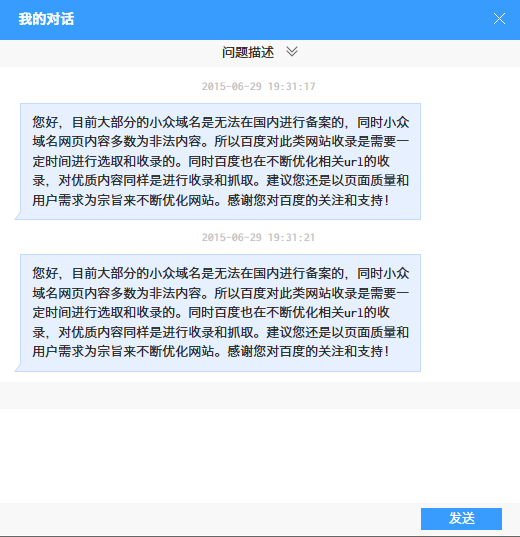 我的对话
问题描述
2015-06-29 19:31:17
您好，目前大部分的小众域名是无法在国内进行备案的，同时小众
域名网页内容多数为非法内容。所以百度对此类网站收录是需要一
定时间进行选取和收录的。同时百度也在不断优化相关url的收
录，对优质内容同样是进行收录和抓取。建议您还是以页面质量和
用户需求为宗旨来不断优化网站。感谢您对百度的关注和支持！
2015-06-29 19:31:21
您好，目前大部分的小众域名是无法在国内进行备案的，同时小众
域名网页内容多数为非法内容。所以百度对此类网站收录是需要一
定时间进行选取和收录的。同时百度也在不断优化相关url的收
录，对优质内容同样是进行收录和抓取。建议您还是以页面质量和
用户需求为宗旨来不断优化网站。感谢您对百度的关注和支持！
发送